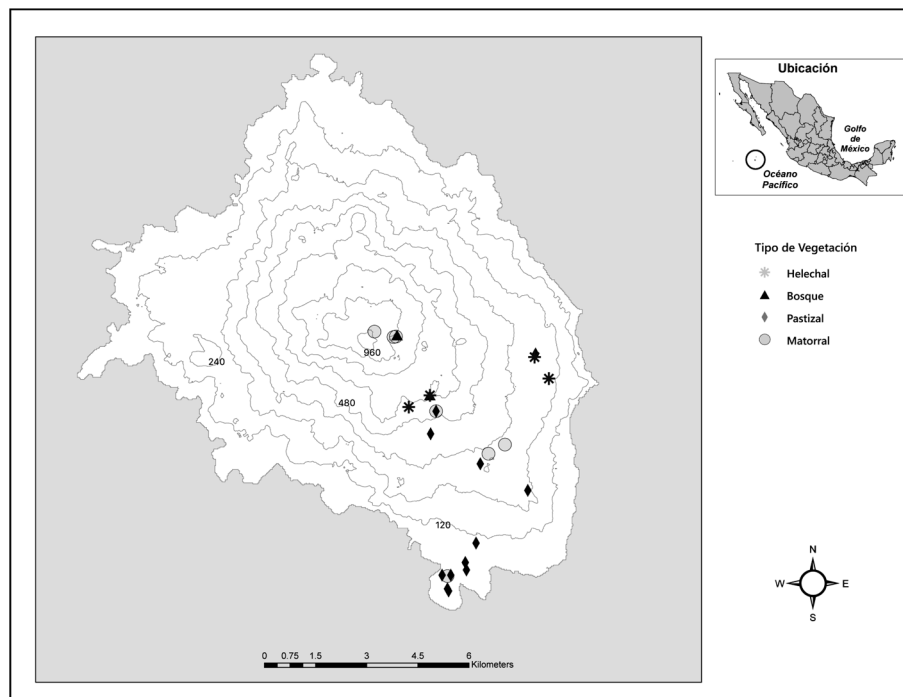 Ubicación
Golfo
de
México
Océano
Pacífico
Tipo de Vegetación
Helechal
Bosque
Pastizal
Matorral
960
240
480
120
N
W E
S
0 0.75 1.5 3 4.5 6
Kilometers